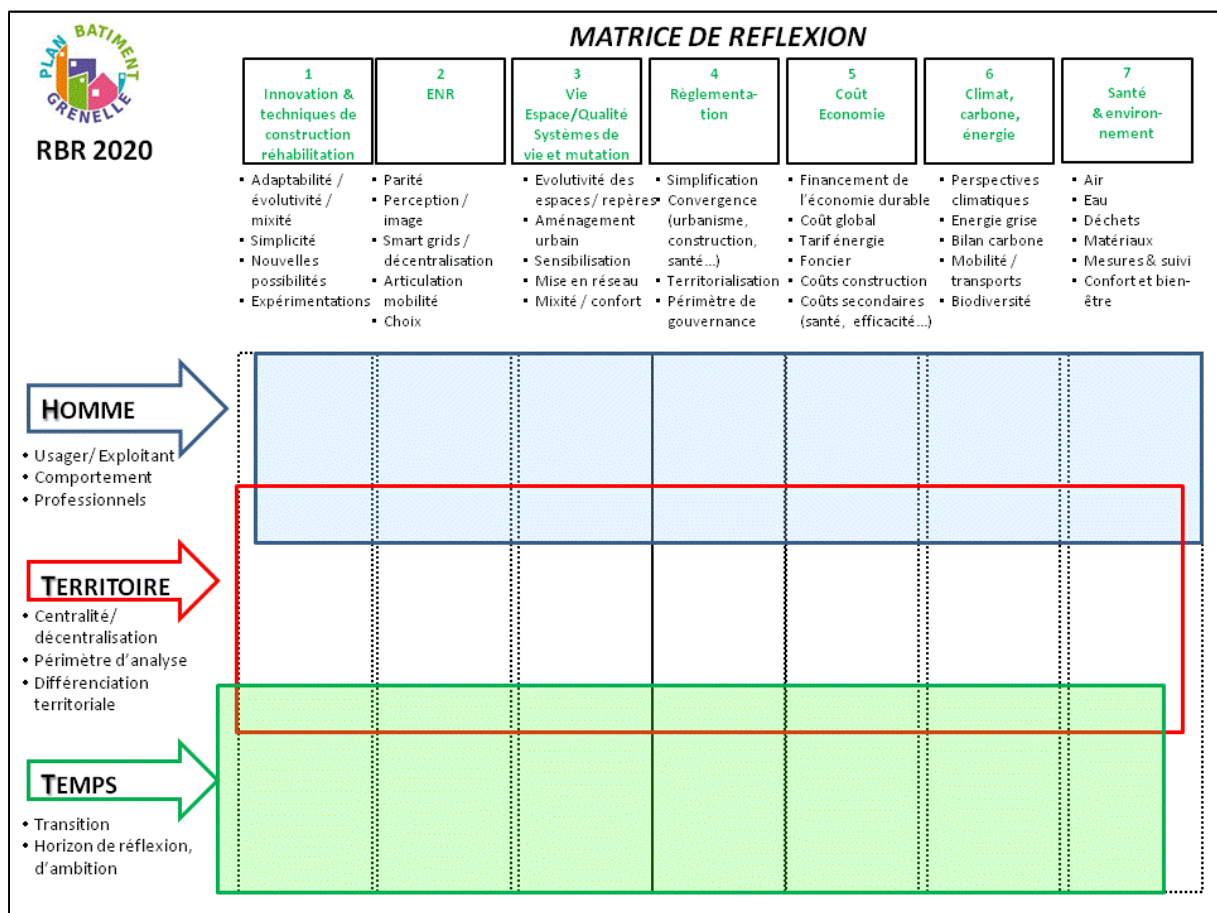 PLAN BATIMENT
GRENELLE
RBR 2020
MATRICE DE REFLEXION
1
Innovation &
techniques de
construction
réhabilitation
2
ENR
3
Vie
Espace/Qualité
Systèmes de
vie et mutation
4
Règlementa-
tion
5
Coût
Economie
6
Climat,
carbone,
énergie
7
Santé
& environ-
nement
▪ Adaptabilité /
évolutivité /
mixité
▪ Simplicité
▪ Nouvelles
possibilités
▪ Expérimentations
▪ Parité
▪ Perception /
image
▪ Smart grids /
décentralisation
▪ Articulation
mobilité
▪ Choix
▪ Evolutivité des
espaces / repères
▪ Aménagement
urbain
▪ Sensibilisation
▪ Mise en réseau
▪ Mixité / confort
▪ Simplification
▪ Convergence
(urbanisme,
construction,
santé...)
▪ Territorialisation
▪ Périmètre de
gouvernance
▪ Financement de
l'économie durable
▪ Coût global
▪ Tarif énergie
▪ Foncier
▪ Coûts construction
▪ Coûts secondaires
(santé, efficacité...)
▪ Perspectives
climatiques
▪ Energie grise
▪ Bilan carbone
▪ Mobilité /
transports
▪ Biodiversité
▪ Air
▪ Eau
▪ Déchets
▪ Matériaux
▪ Mesures & suivi
▪ Confort et bien-
être
HOMME
• Usager/ Exploitant
• Comportement
• Professionnels
TERRITOIRE
• Centralité/
décentralisation
• Périmètre d'analyse
• Différenciation
territoriale
TEMPS
• Transition
• Horizon de réflexion,
d'ambition